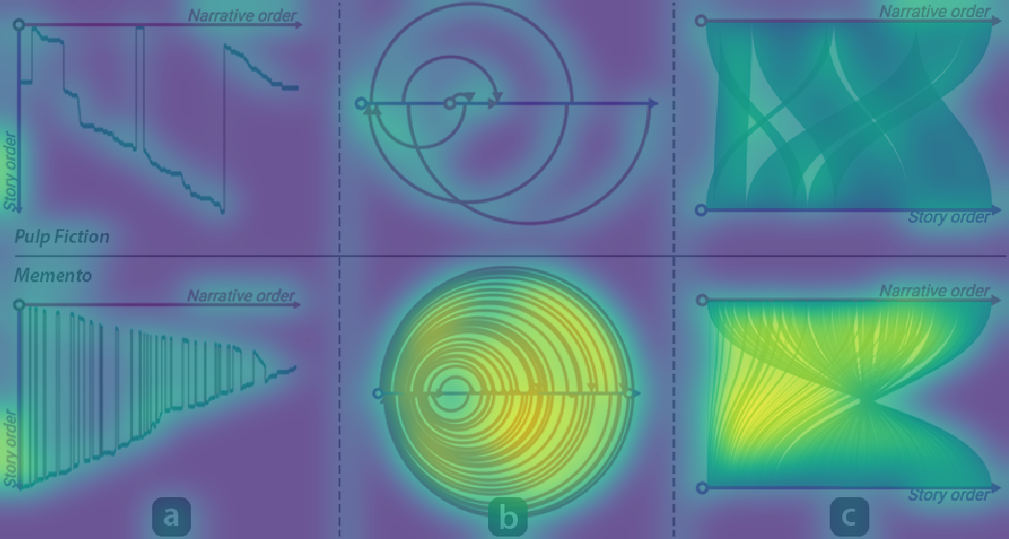 Narrative order
Story order
Pulp Fiction
Narrative order
Story order
Memento
Narrative order
Story order
Narrative order
Story order
a
b
c